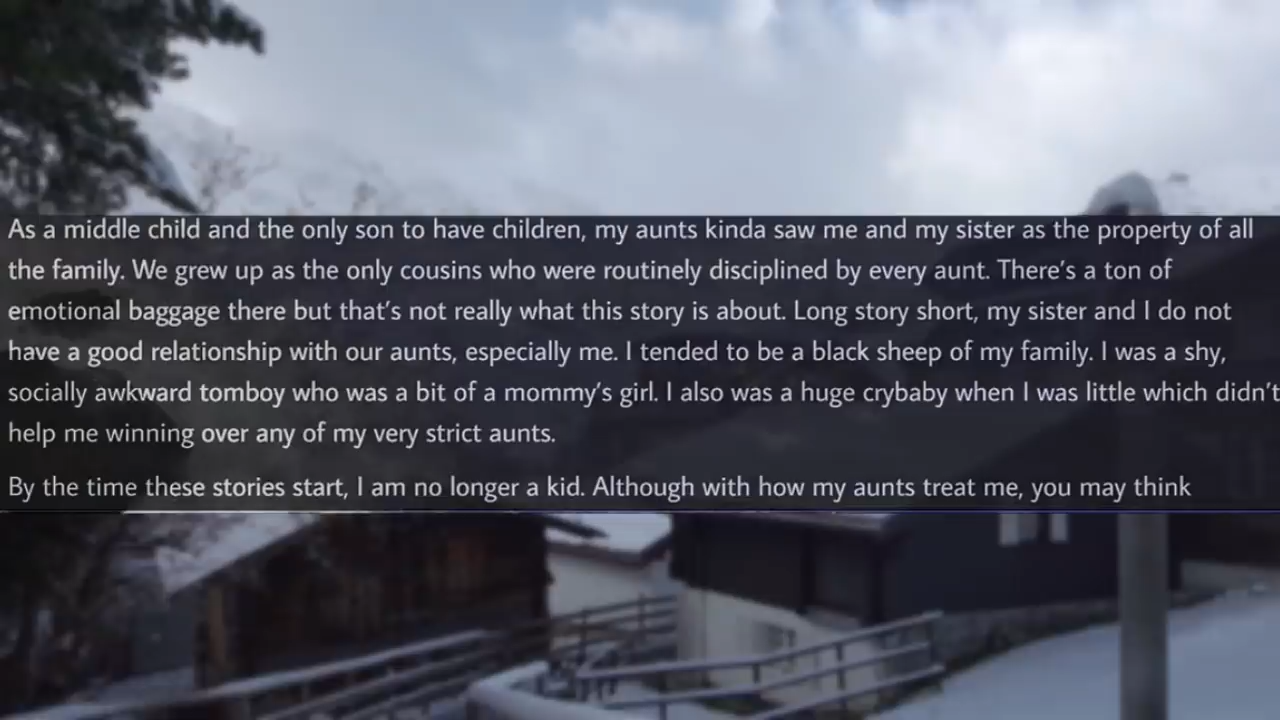 As a middle child and the only son to have children, my aunts kinda saw me and my sister as the property of all
the family. We grew up as the only cousins who were routinely disciplined by every aunt. There's a ton of
emotional baggage there but that's not really what this story is about. Long story short, my sister and I do not
have a good relationship with our aunts, especially me. I tended to be a black sheep of my family. I was a shy,
socially awkward tomboy who was a bit of a mommy's girl. I also was a huge crybaby when I was little which didn't
help me winning over any of my very strict aunts.
By the time these stories start, I am no longer a kid. Although with how my aunts treat me, you may think